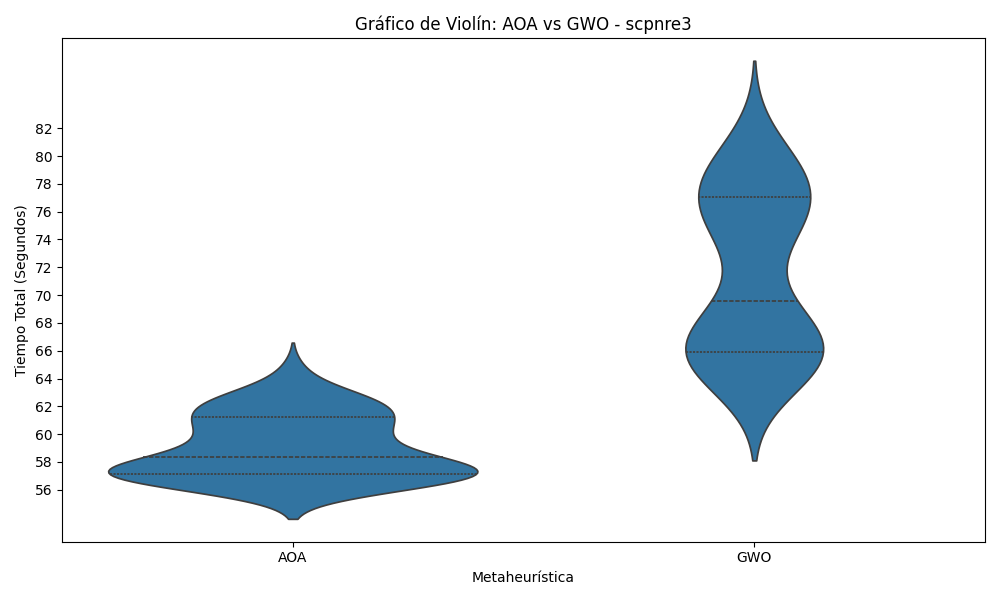 Gráfico de Violín: AOA vs GWO - scpnre3
Tiempo Total (Segundos)
82
80
78
76
74
72
70
68
66
64
62
60
58
56
AOA
GWO
Metaheurística